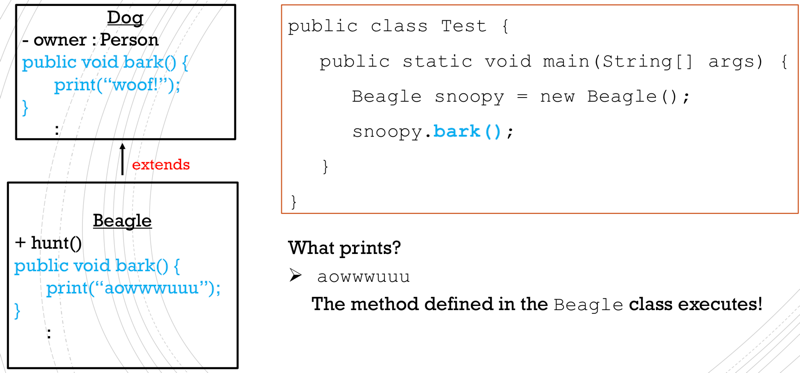 Dog
- owner : Person
public void bark() {
print(“woof!”);
}
:
extends
Beagle
+ hunt()
public void bark() {
print(“aowwwuuu”);
}
:
public class Test {
public static void main(String[] args) {
Beagle snoopy = new Beagle();
snoopy.bark();
}
}
What prints?
➢ aowwwuuu
The method defined in the Beagle class executes!